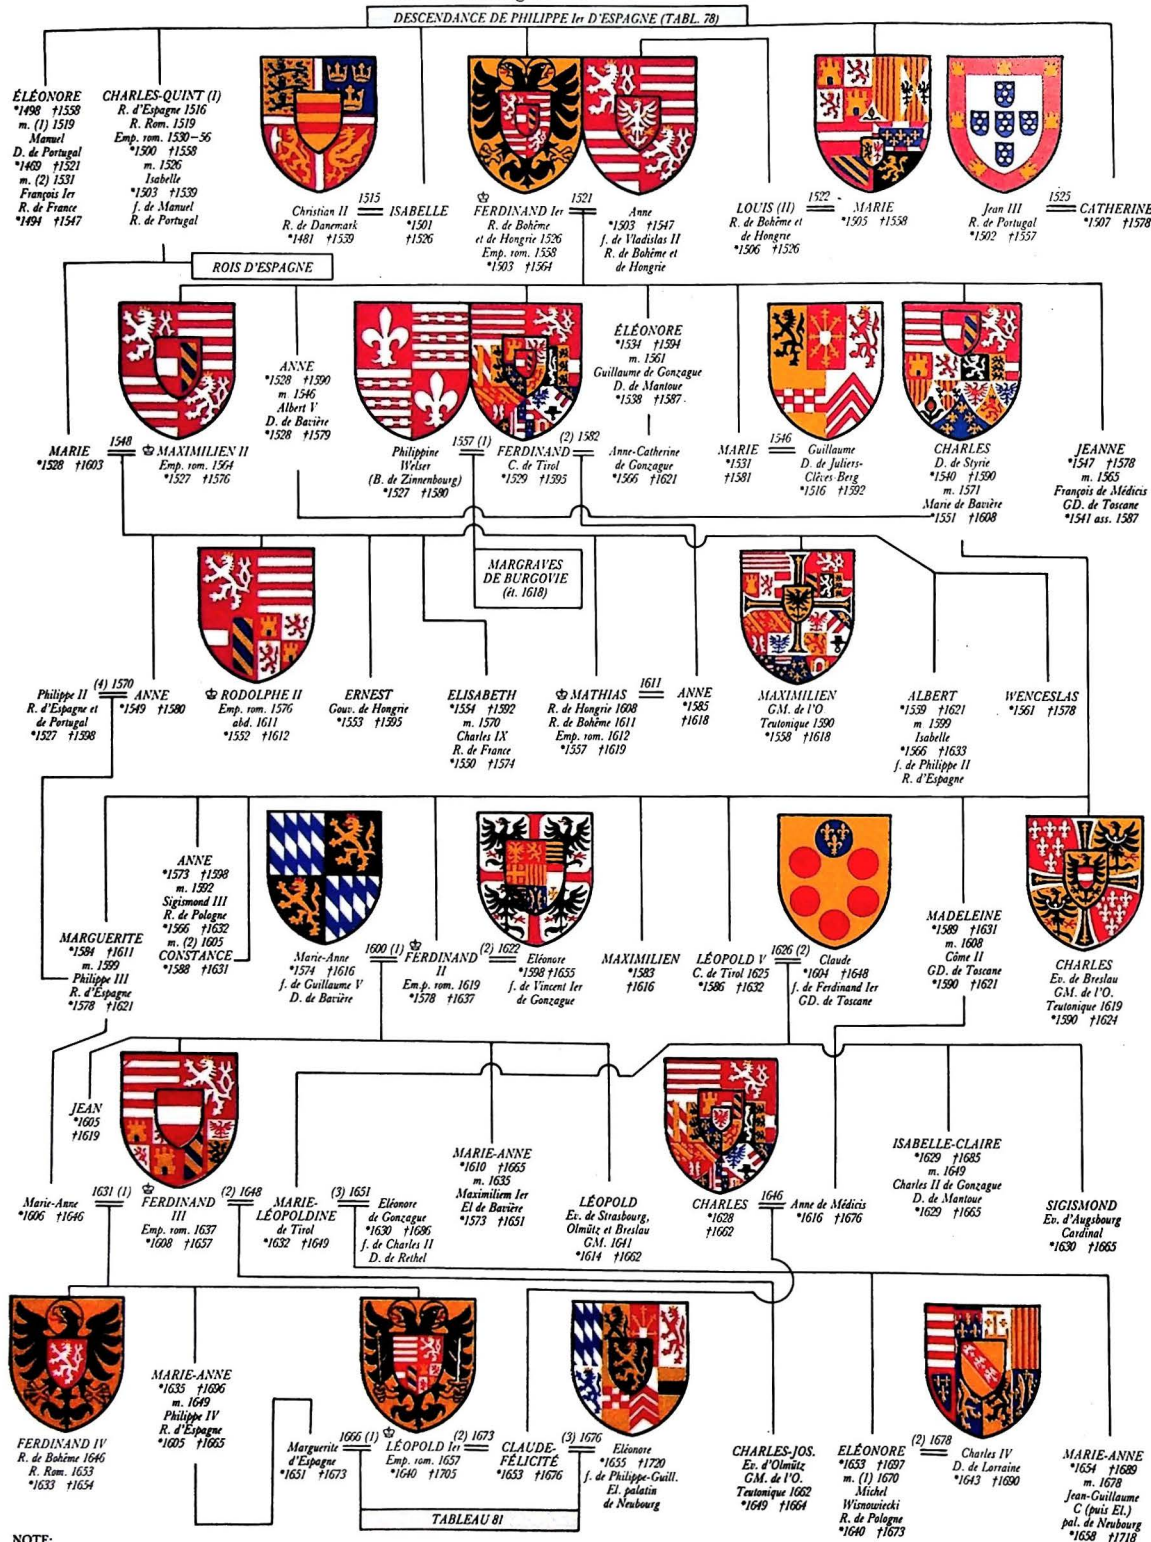 DESCENDANCE DE PHILIPPE Ier D'ESPAGNE (TABL. 78)
ÉLÉONORE
*1498 †1558
m. (1) 1519
Manuel
D. de Portugal
*1469 †1521
m. (2) 1531
François Ier
R. de France
*1494 †1547
CHARLES-QUINT (I)
R. d'Espagne 1516
R. Rom. 1519
Emp. rom. 1530–56
*1500 †1558
m. 1526
Isabelle
*1503 †1539
f. de Manuel
R. de Portugal
Christian II
R. de Danemark
*1481 †1559
1515
ISABELLE
*1501
†1526
FERDINAND Ier
R. de Bohême
et de Hongrie 1526
Emp. rom. 1558
*1503 †1564
1521
Anne
*1503 †1547
f. de Vladislas II
R. de Bohême et
de Hongrie
LOUIS (II)
R. de Bohême et
de Hongrie
*1506 †1526
1522
MARIE
*1505 †1558
Jean III
R. de Portugal
*1502 †1557
1525
CATHERINE
*1507 †1578
ROIS D'ESPAGNE
MARIE
*1528 †1603
1548
MAXIMILIEN II
Emp. rom. 1564
*1527 †1576
ANNE
*1528 †1590
m. 1546
Albert V
D. de Bavière
*1528 †1579
Philippine
Welser
(B. de Zinnenbourg)
*1527 †1580
1557 (1)
FERDINAND
C. de Tirol
*1529 †1595
(2) 1582
Anne-Catherine
de Gonzague
*1566 †1621
ÉLÉONORE
*1534 †1594
m. 1561
Guillaume de Gonzague
D. de Mantoue
*1538 †1587
MARIE
*1531
†1581
1546
Guillaume
D. de Juliers-
Clèves-Berg
*1516 †1592
CHARLES
D. de Styrie
*1540 †1590
m. 1571
Marie de Bavière
*1551 †1608
JEANNE
*1547 †1578
m. 1565
François de Médicis
GD. de Toscane
*1541 ass. 1587
MARGRAVES
DE BURGOVIE
(ét. 1618)
Philippe II
R. d'Espagne et
de Portugal
*1527 †1598
(4) 1570
ANNE
*1549 †1580
RODOLPHE II
Emp. rom. 1576
abd. 1611
*1552 †1612
ERNEST
Gouv. de Hongrie
*1553 †1595
ELISABETH
*1554 †1592
m. 1570
Charles IX
R. de France
*1550 †1574
MATHIAS
R. de Hongrie 1608
R. de Bohême 1611
Emp. rom. 1612
*1557 †1619
1611
ANNE
*1585
†1618
MAXIMILIEN
GM. de l'O
Teutonique 1590
*1558 †1618
ALBERT
*1559 †1621
m. 1599
Isabelle
*1566 †1633
f. de Philippe II
R. d'Espagne
WENCESLAS
*1561 †1578
MARGUERITE
*1584 †1611
m. 1599
Philippe III
R. d'Espagne
*1578 †1621
ANNE
*1573 †1598
m. 1592
Sigismond III
R. de Pologne
*1566 †1632
m. (2) 1605
CONSTANCE
*1588 †1631
Marie-Anne
*1574 †1616
f. de Guillaume V
D. de Bavière
1600 (1)
FERDINAND
II
Emp. rom. 1619
*1578 †1637
(2) 1622
Eléonore
*1598 †1655
f. de Vincent Ier
de Gonzague
MAXIMILIEN
*1583
†1616
LÉOPOLD V
C. de Tirol 1625
*1586 †1632
1626 (2)
Claude
*1604 †1648
f. de Ferdinand Ier
GD. de Toscane
MADELEINE
*1589 †1631
m. 1608
Côme II
GD. de Toscane
*1590 †1621
CHARLES
Ev. de Breslau
GM. de l'O.
Teutonique 1619
*1590 †1624
JEAN
*1605
†1619
Marie-Anne
*1606 †1646
1631 (1)
FERDINAND
III
Emp. rom. 1637
*1608 †1657
(2) 1648
MARIE-
LÉOPOLDINE
de Tirol
*1632 †1649
(3) 1651
Eléonore
de Gonzague
*1630 †1686
f. de Charles II
D. de Rethel
MARIE-ANNE
*1610 †1665
m. 1635
Maximiliem Ier
El de Bavière
*1573 †1651
LÉOPOLD
Ev. de Strasbourg,
Olmütz et Breslau
GM. 1641
*1614 †1662
CHARLES
*1628
†1662
1646
Anne de Médicis
*1616 †1676
ISABELLE-CLAIRE
*1629 †1685
m. 1649
Charles II de Gonzague
D. de Mantoue
*1629 †1665
SIGISMOND
Ev. d'Augsbourg
Cardinal
*1630 †1665
FERDINAND IV
R. de Bohême 1646
R. Rom. 1653
*1633 †1654
MARIE-ANNE
*1635 †1696
m. 1649
Philippe IV
R. d'Espagne
*1605 †1665
Marguerite
d'Espagne
*1651 †1673
1666 (1)
LÉOPOLD Ier
Emp. rom. 1657
*1640 †1705
(2) 1673
CLAUDE-
FÉLICITÉ
*1653 †1676
(3) 1676
Eléonore
*1655 †1720
f. de Philippe-Guill.
El. palatin
de Neubourg
CHARLES-JOS.
Ev. d'Olmütz
GM. de l'O.
Teutonique 1662
*1649 †1664
ELÉONORE
*1653 †1697
m. (1) 1670
Michel
Wisnowiecki
R. de Pologne
*1640 †1673
(2) 1678
Charles IV
D. de Lorraine
*1643 †1690
MARIE-ANNE
*1654 †1689
m. 1678
Jean-Guillaume
C (puis El.)
pal. de Neubourg
*1658 †1718
TABLEAU 81
NOTE: